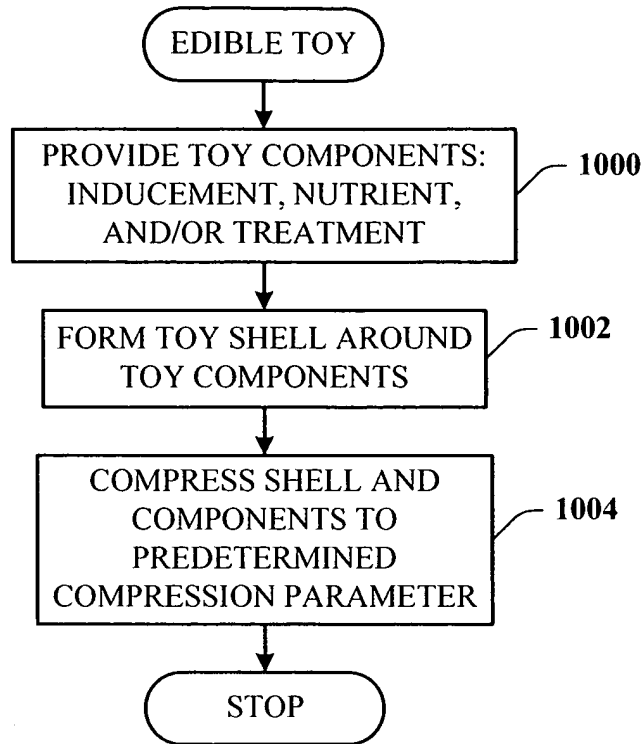 EDIBLE TOY
PROVIDE TOY COMPONENTS:
INDUCEMENT, NUTRIENT,
AND/OR TREATMENT
1000
FORM TOY SHELL AROUND
TOY COMPONENTS
1002
COMPRESS SHELL AND
COMPONENTS TO
PREDETERMINED
COMPRESSION PARAMETER
1004
STOP